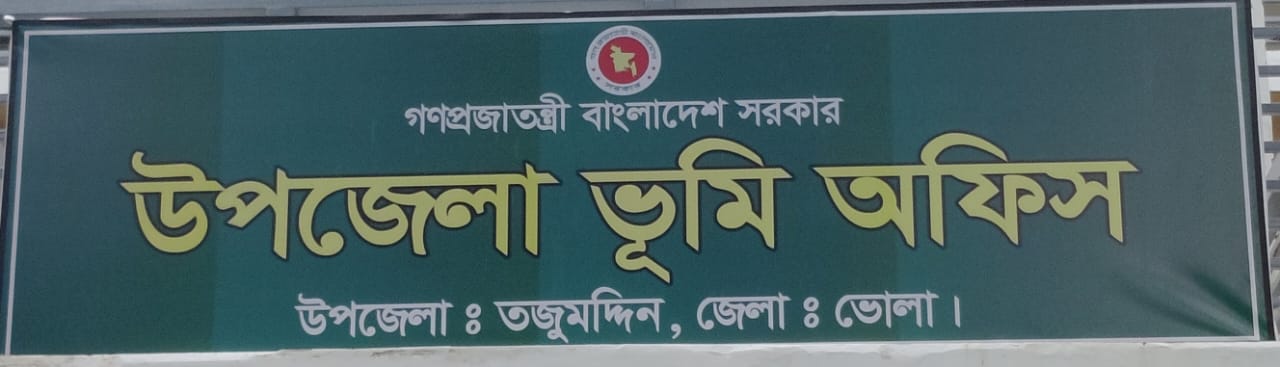 গণপ্রজাতন্ত্রী বাংলাদেশ সরকার
উপজেলা ভূমি অফিস
উপজেলা ঃ তজুমদ্দিন, জেলা ঃ ভোলা।